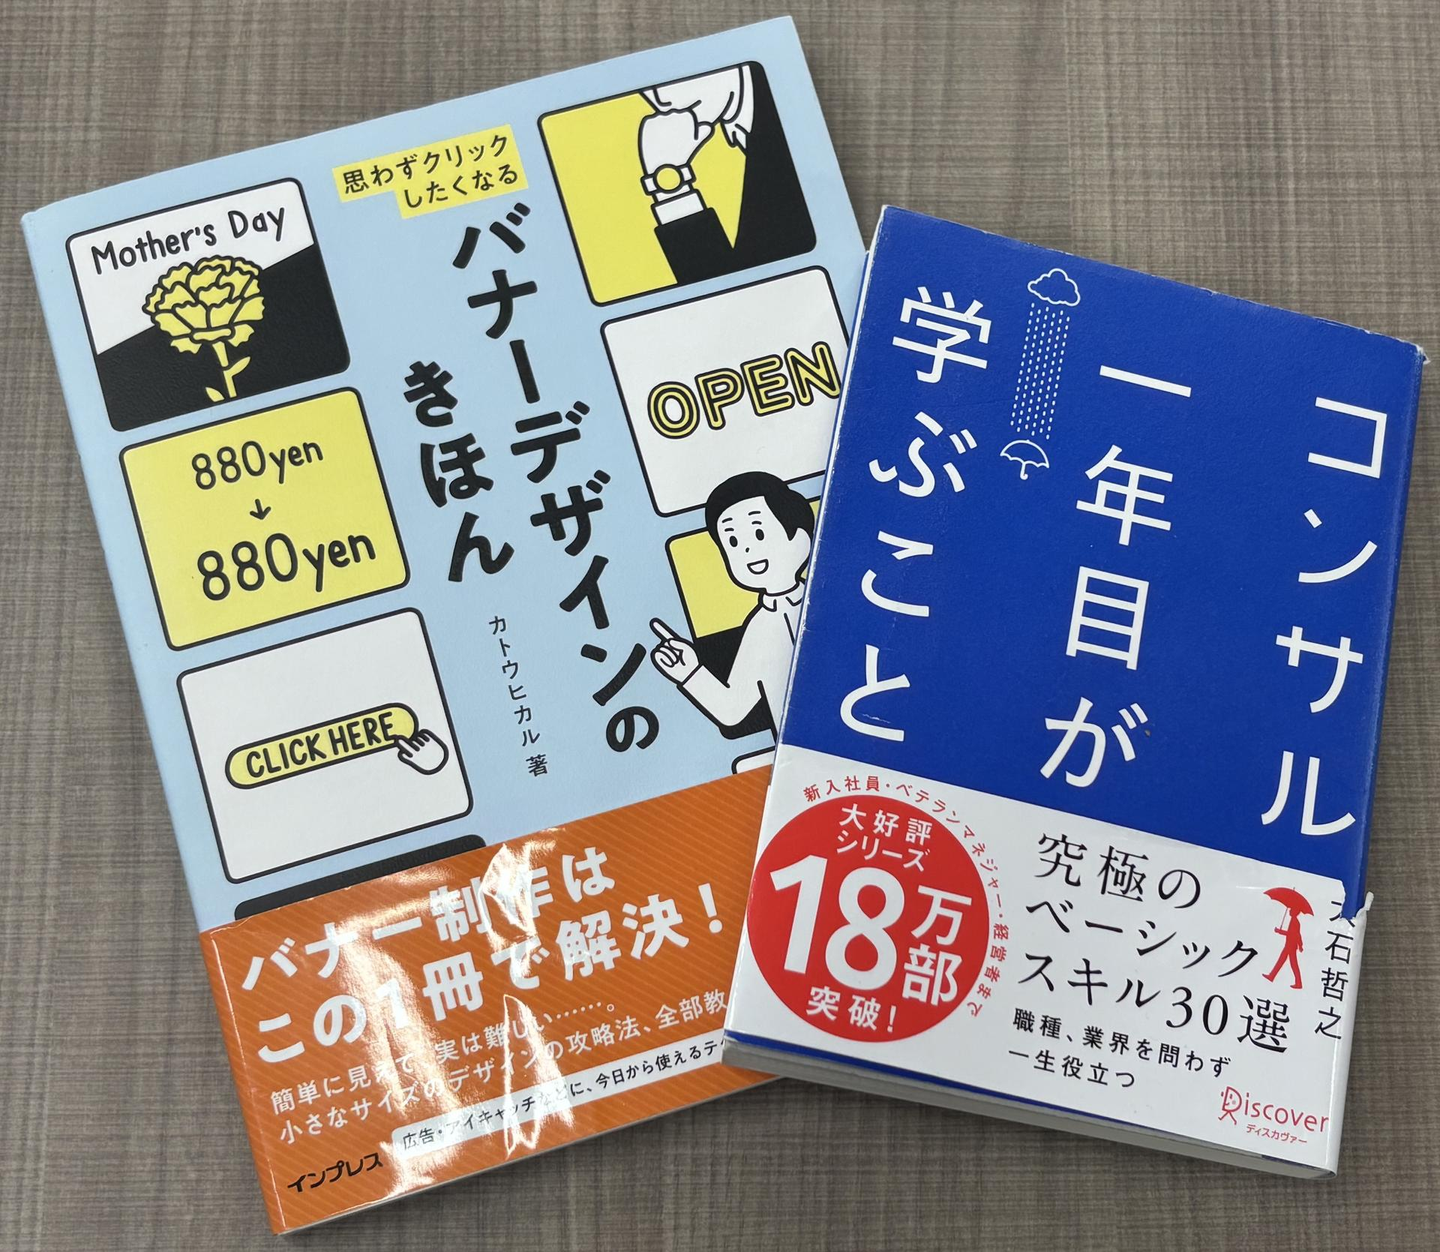 思わずクリック
したくなる
バナーデザインの
きほん
カトウヒカル 著
Mother's Day
880yen
↓
880yen
CLICK HERE
OPEN
バナー制作は
この1冊で解決!
簡単に見えて、実は難しい……。
小さなサイズのデザインの攻略法、全部教
広告・アイキャッチなどに、今日から使える
インプレス
コンサル
一年目が
学ぶこと
大石哲之
新入社員・ベテランマネジャー・経営者まで
大好評
シリーズ
18万部
突破!
究極の
ベーシック
スキル30選
職種、業界を問わず
一生役立つ
Discover
ディスカヴァー